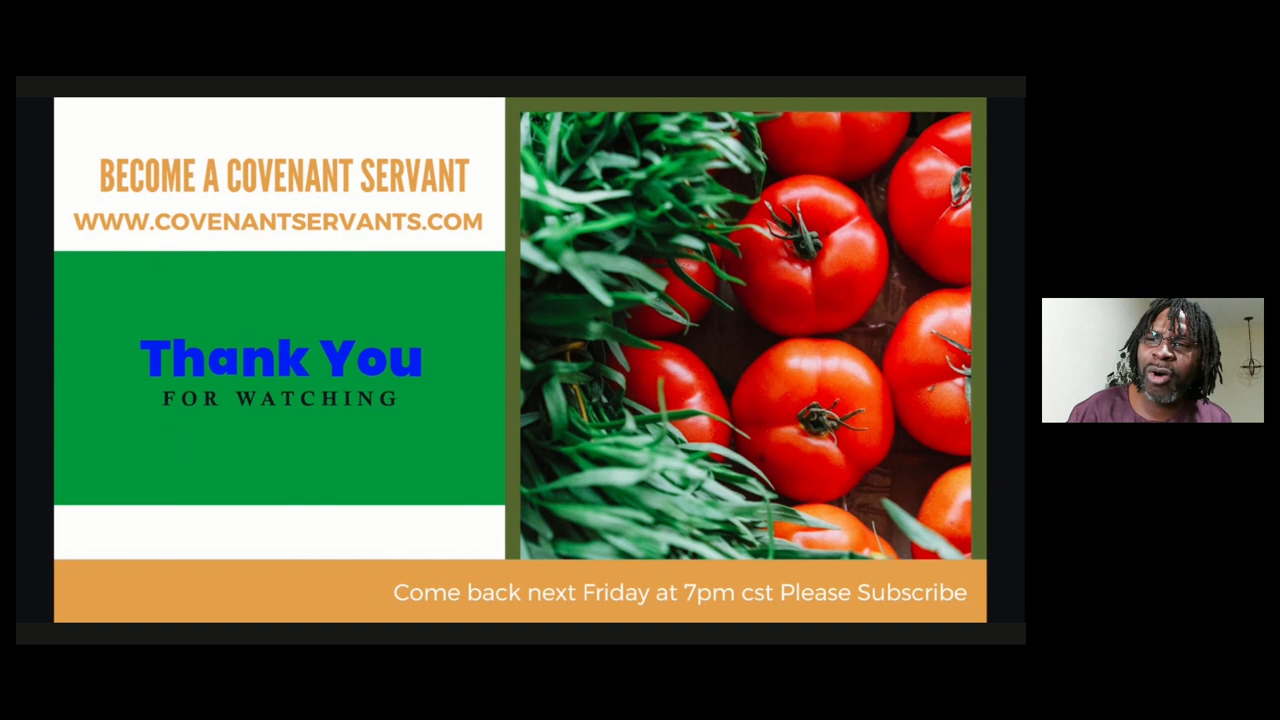 BECOME A COVENANT SERVANT
WWW.COVENANTSERVANTS.COM
Thank You
FOR WATCHING
Come back next Friday at 7pm cst Please Subscribe